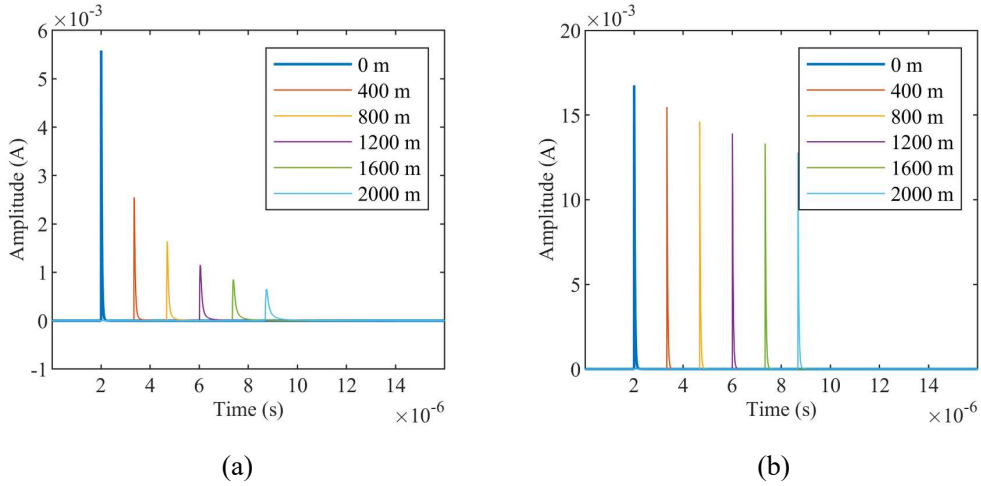 ×10⁻³
6
5
4
3
2
1
0
-1
Amplitude (A)
2 4 6 8 10 12 14
Time (s)
×10⁻⁶
0 m
400 m
800 m
1200 m
1600 m
2000 m
(a)
×10⁻³
20
15
10
5
0
Amplitude (A)
2 4 6 8 10 12 14
Time (s)
×10⁻⁶
0 m
400 m
800 m
1200 m
1600 m
2000 m
(b)